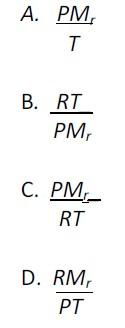 A. PMr
T
B. RT
PMr
C. PMr
RT
D. RMr
PT